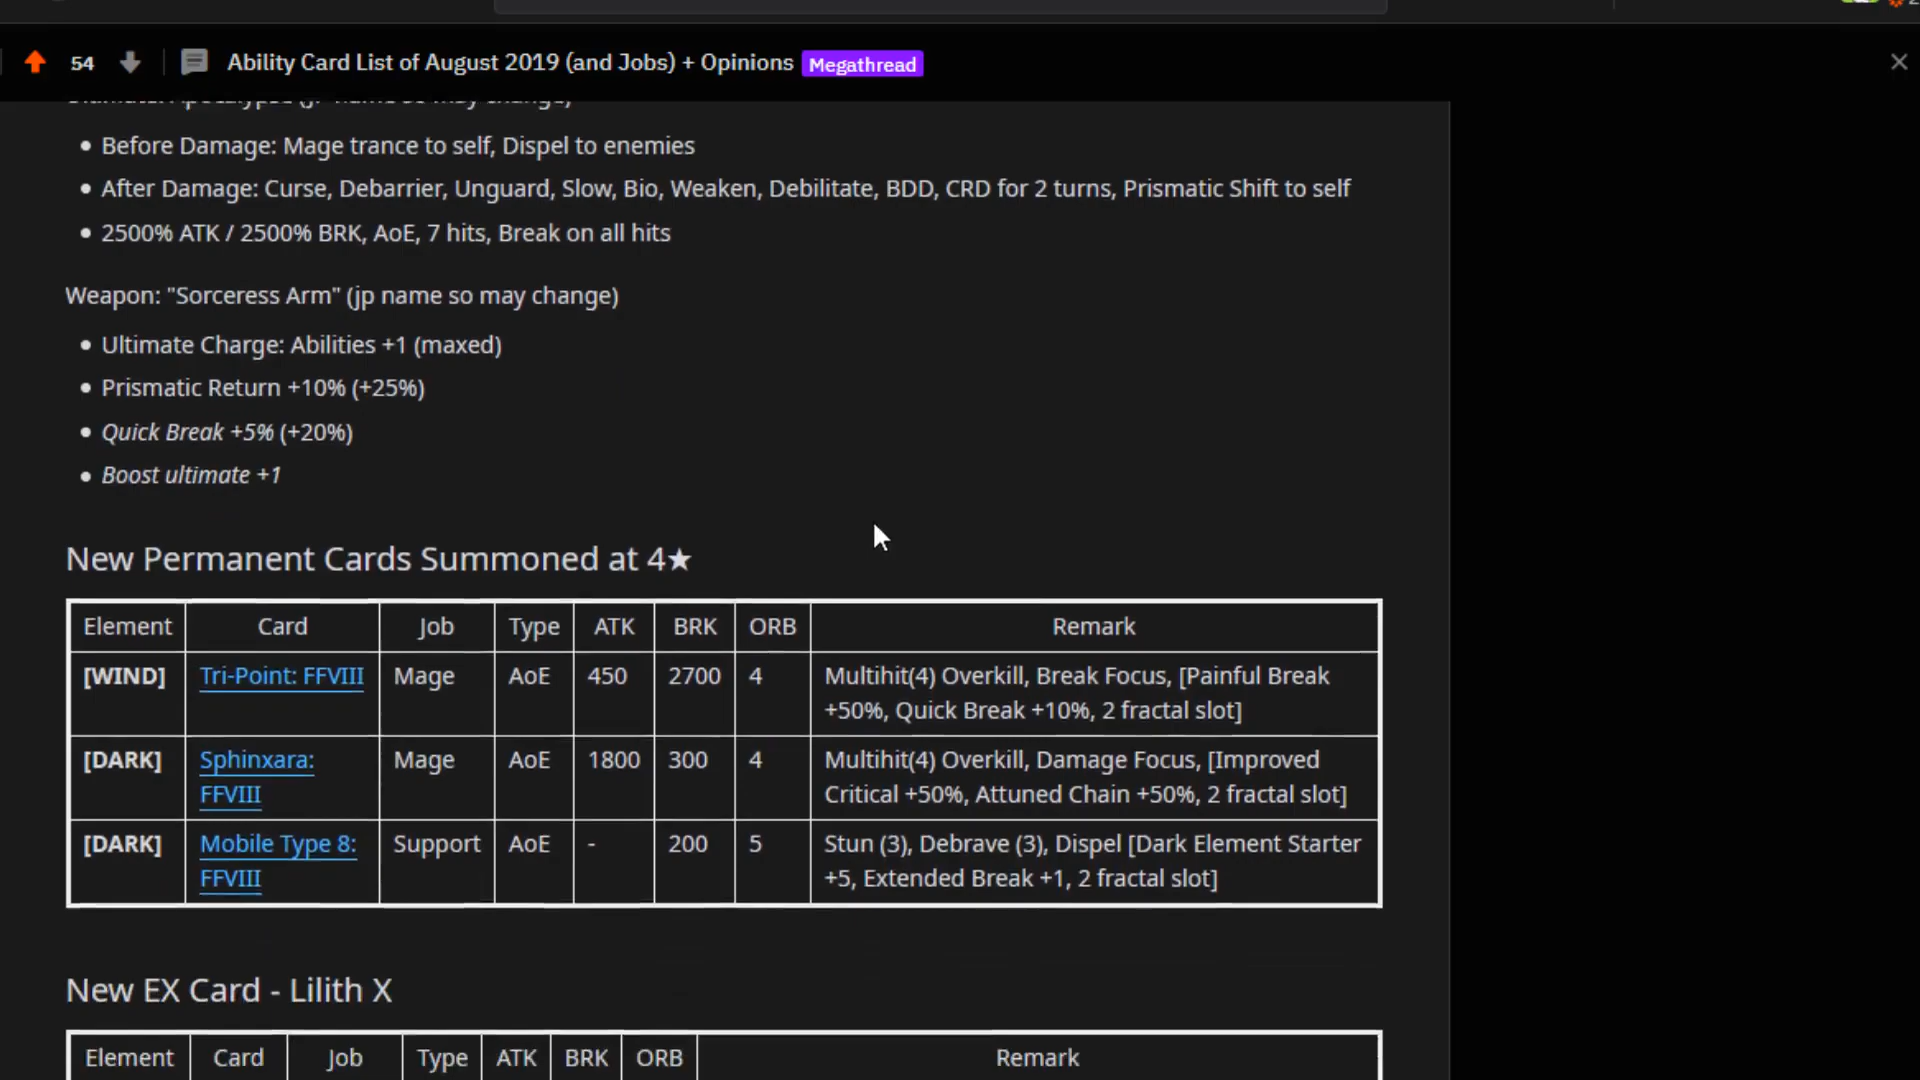 54 Ability Card List of August 2019 (and Jobs) + Opinions Megathread
• Before Damage: Mage trance to self, Dispel to enemies
• After Damage: Curse, Debarrier, Unguard, Slow, Bio, Weaken, Debilitate, BDD, CRD for 2 turns, Prismatic Shift to self
• 2500% ATK / 2500% BRK, AoE, 7 hits, Break on all hits
Weapon: "Sorceress Arm" (jp name so may change)
• Ultimate Charge: Abilities +1 (maxed)
• Prismatic Return +10% (+25%)
• Quick Break +5% (+20%)
• Boost ultimate +1
New Permanent Cards Summoned at 4★
Element Card Job Type ATK BRK ORB Remark
[WIND] Tri-Point: FFVIII Mage AoE 450 2700 4 Multihit(4) Overkill, Break Focus, [Painful Break
+50%, Quick Break +10%, 2 fractal slot]
[DARK] Sphinxara: Mage AoE 1800 300 4 Multihit(4) Overkill, Damage Focus, [Improved
FFVIII Critical +50%, Attuned Chain +50%, 2 fractal slot]
[DARK] Mobile Type 8: Support AoE - 200 5 Stun (3), Debrave (3), Dispel [Dark Element Starter
FFVIII +5, Extended Break +1, 2 fractal slot]
New EX Card - Lilith X
Element Card Job Type ATK BRK ORB Remark